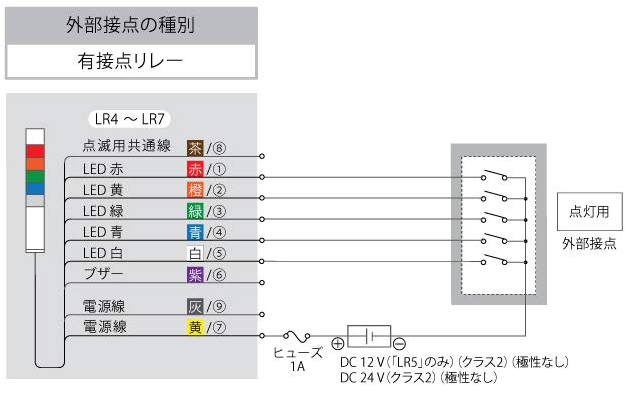 外部接点の種別
有接点リレー
LR4 ～ LR7
点滅用共通線 茶/⑧
LED 赤 赤/①
LED 黄 橙/②
LED 緑 緑/③
LED 青 青/④
LED 白 白/⑤
ブザー 紫/⑥
電源線 灰/⑨
電源線 黄/⑦
点灯用
外部接点
ヒューズ
1A
⊕ ⊖
DC 12 V（「LR5」のみ）（クラス2）（極性なし）
DC 24 V（クラス2）（極性なし）